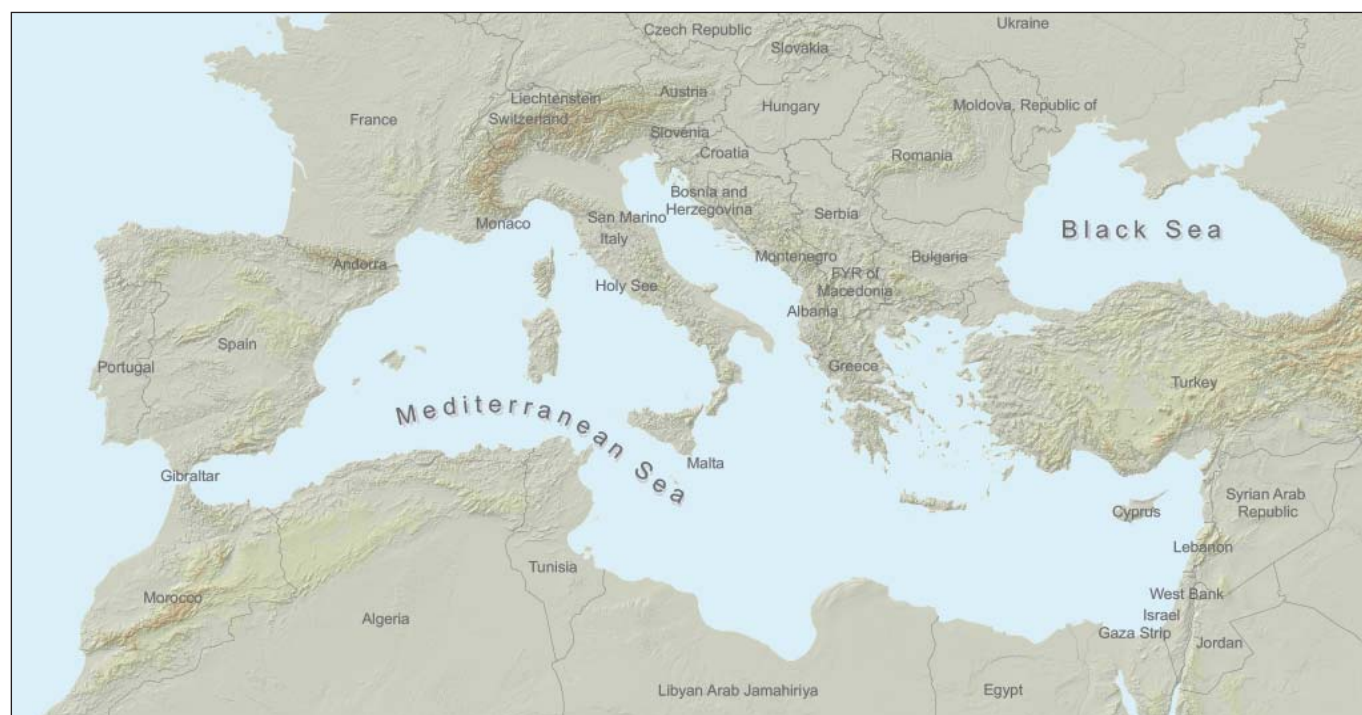 Ukraine
Czech Republic
Slovakia
Austria
Liechtenstein
Switzerland
Hungary
Moldova, Republic of
France
Slovenia
Croatia
Romania
Bosnia and
Herzegovina
San Marino
Monaco
Serbia
Italy
Black Sea
Montenegro
Bulgaria
Andorra
FYR of
Macedonia
Holy See
Albania
Spain
Portugal
Greece
Turkey
Mediterranean Sea
Malta
Gibraltar
Syrian Arab
Republic
Cyprus
Lebanon
Tunisia
West Bank
Morocco
Israel
Algeria
Gaza Strip
Jordan
Libyan Arab Jamahiriya
Egypt